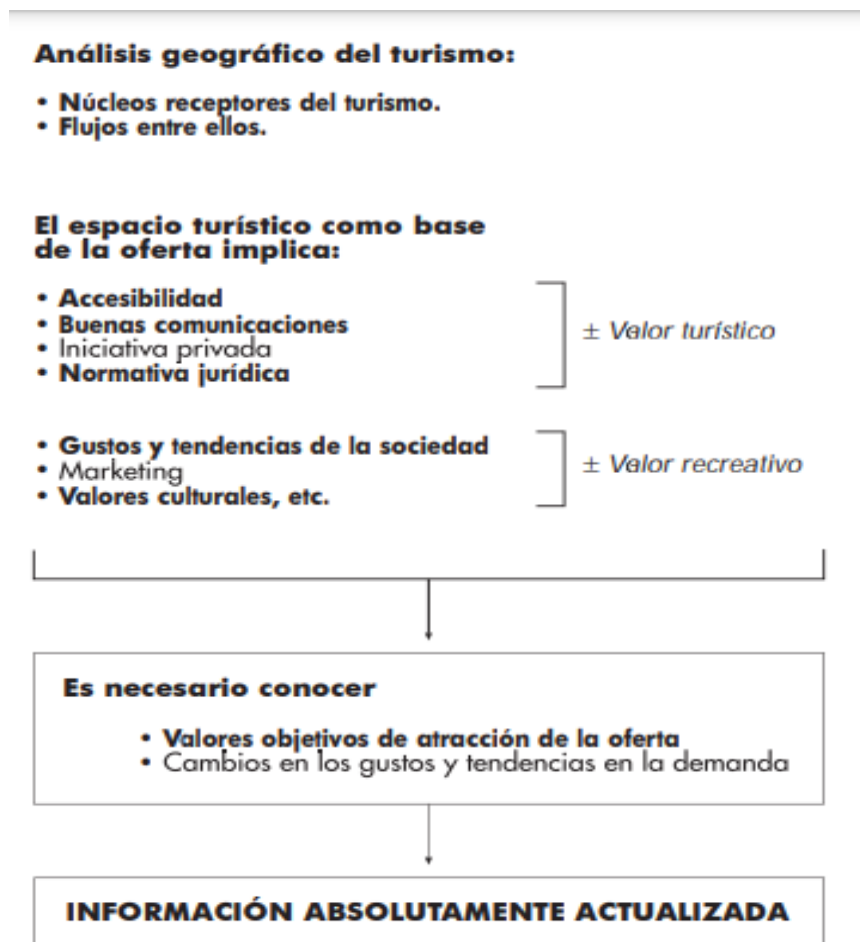 Análisis geográfico del turismo:
• Núcleos receptores del turismo.
• Flujos entre ellos.
El espacio turístico como base
de la oferta implica:
• Accesibilidad
• Buenas comunicaciones
• Iniciativa privada
• Normativa jurídica
± Valor turístico
• Gustos y tendencias de la sociedad
• Marketing
• Valores culturales, etc.
± Valor recreativo
Es necesario conocer
• Valores objetivos de atracción de la oferta
• Cambios en los gustos y tendencias en la demanda
INFORMACIÓN ABSOLUTAMENTE ACTUALIZADA